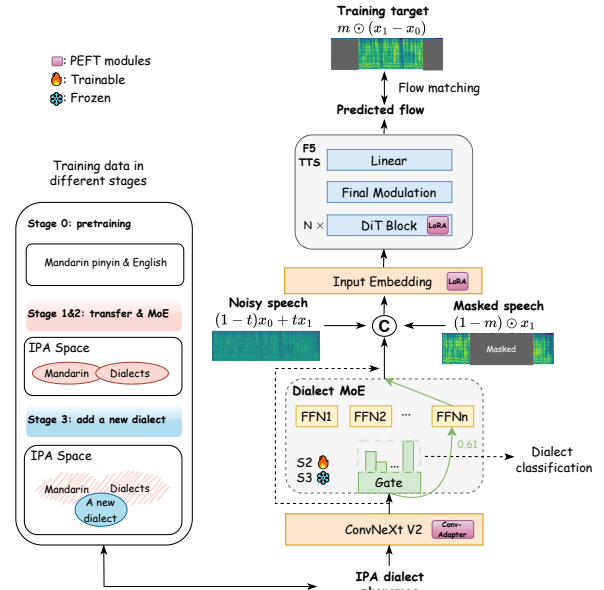 Training target
m ⊙ (x₁ − x₀)
: PEFT modules
: Trainable
: Frozen
Flow matching
Predicted flow
F5
TTS
Linear
Final Modulation
N ×
DiT Block
LoRA
Input Embedding
LoRA
Noisy speech
(1 − t)x₀ + tx₁
C
Masked speech
(1 − m) ⊙ x₁
Masked
Dialect MoE
FFN1
FFN2
...
FFNn
0.61
S2
S3
...
Gate
Dialect
classification
ConvNeXt V2
Conv-
Adapter
IPA dialect
Training data in
different stages
Stage 0: pretraining
Mandarin pinyin & English
Stage 1&2: transfer & MoE
IPA Space
Mandarin
Dialects
Stage 3: add a new dialect
IPA Space
Mandarin
Dialects
A new
dialect